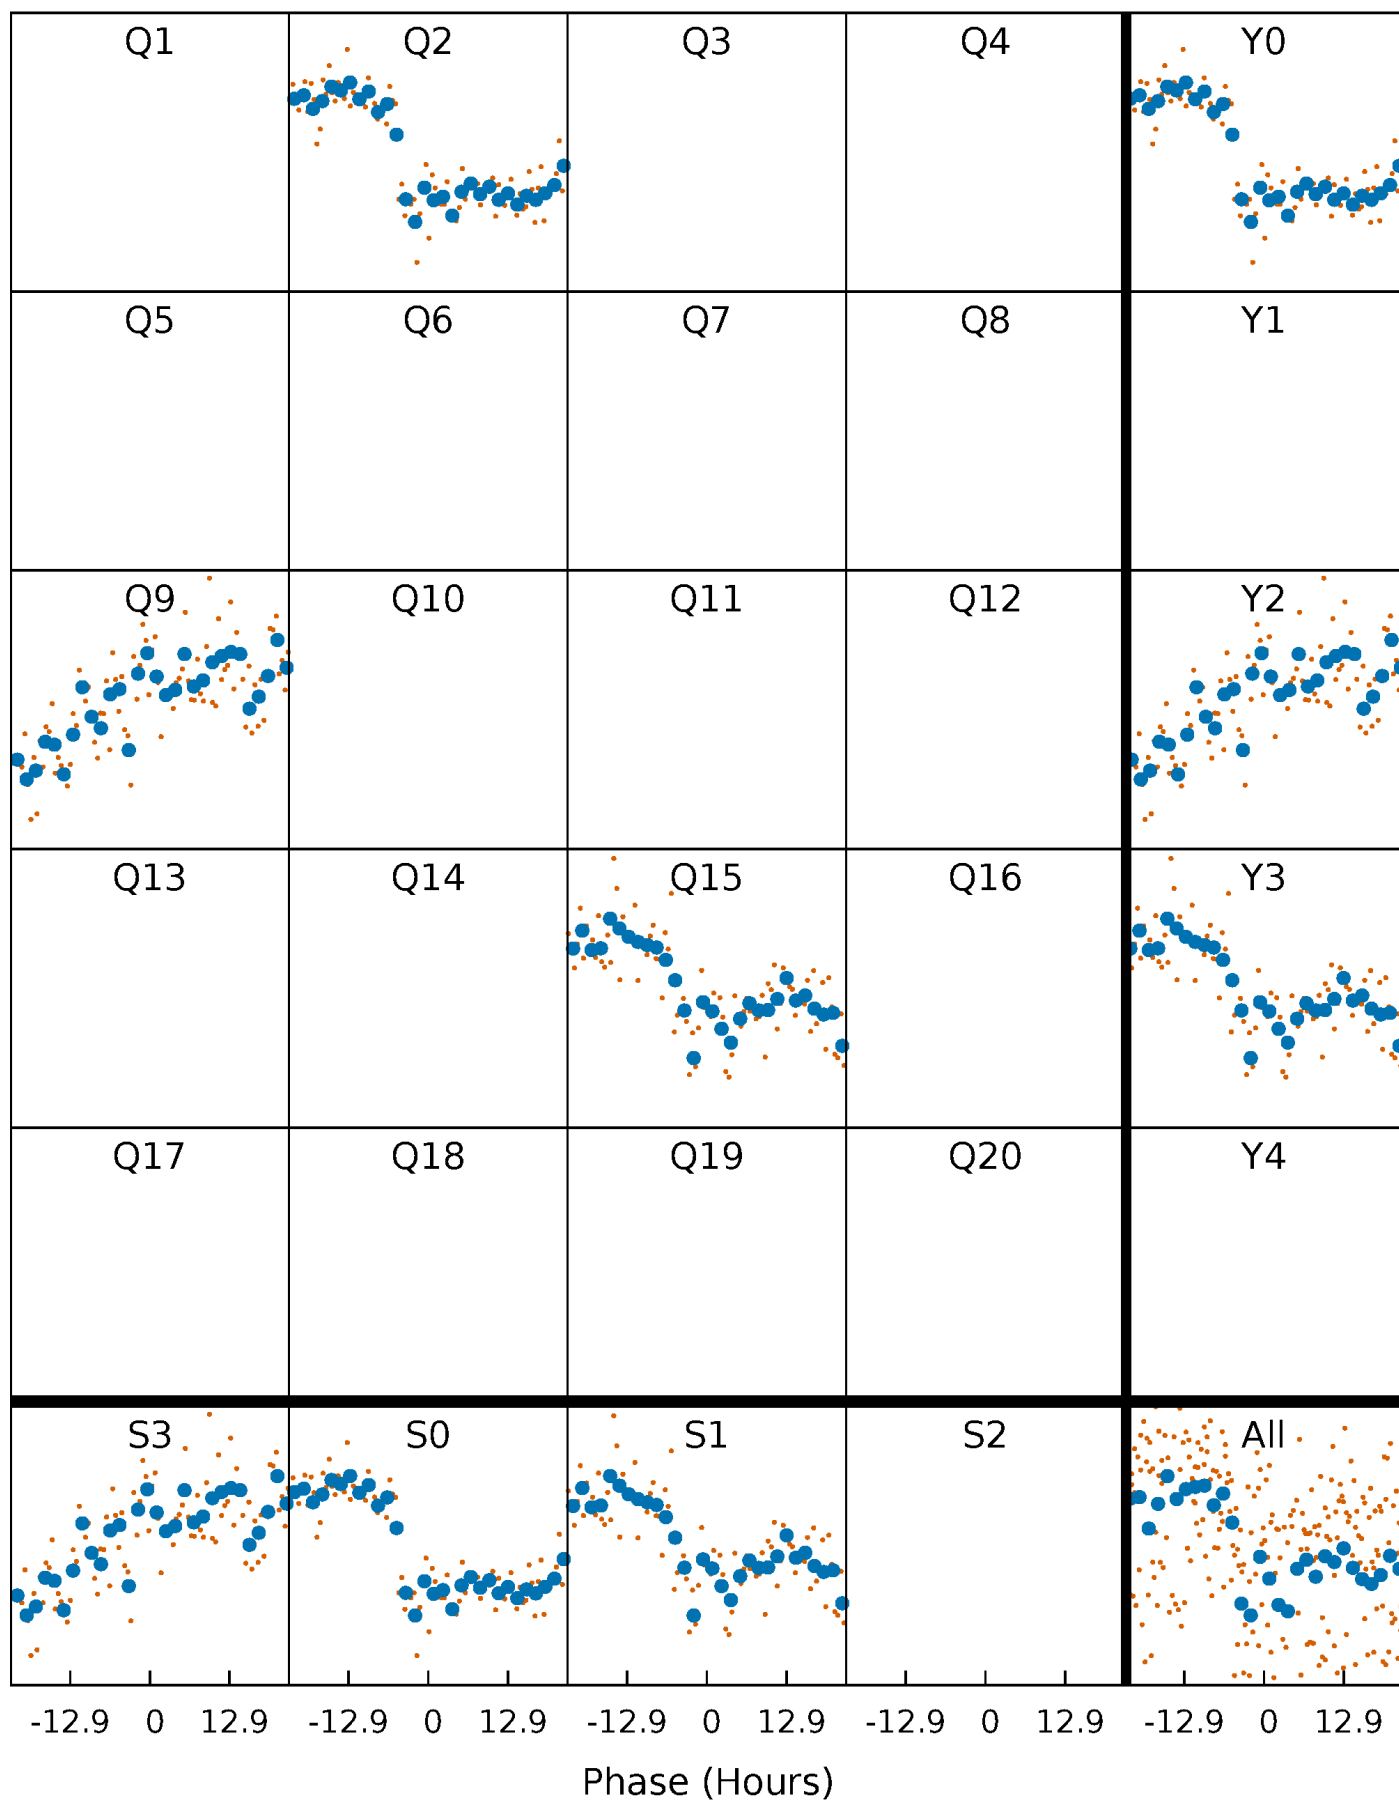 Q1 Q2 Q3 Q4 Y0
Q5 Q6 Q7 Q8 Y1
Q9 Q10 Q11 Q12 Y2
Q13 Q14 Q15 Q16 Y3
Q17 Q18 Q19 Q20 Y4
S3 S0 S1 S2 All
-12.9 0 12.9 -12.9 0 12.9 -12.9 0 12.9 -12.9 0 12.9 -12.9 0 12.9
Phase (Hours)